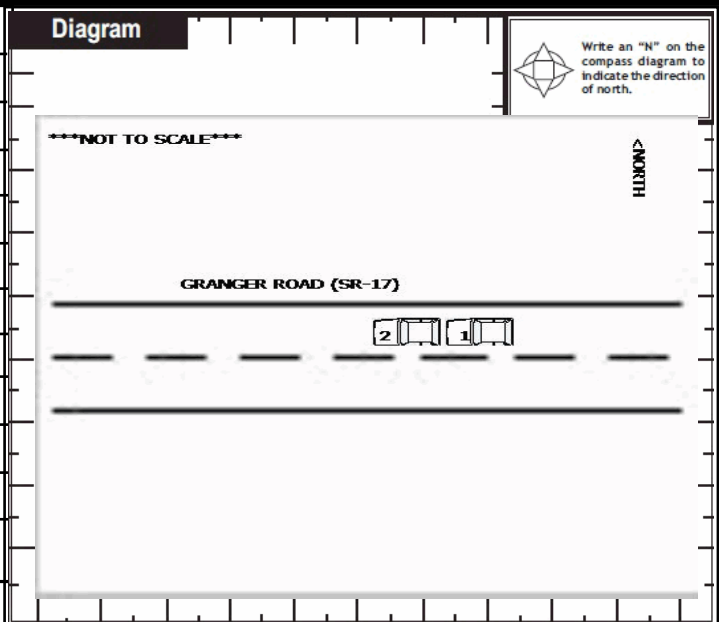 Diagram
Write an “N” on the
compass diagram to
indicate the direction
of north.
***NOT TO SCALE***
<NORTH
GRANGER ROAD (SR-17)
2
1